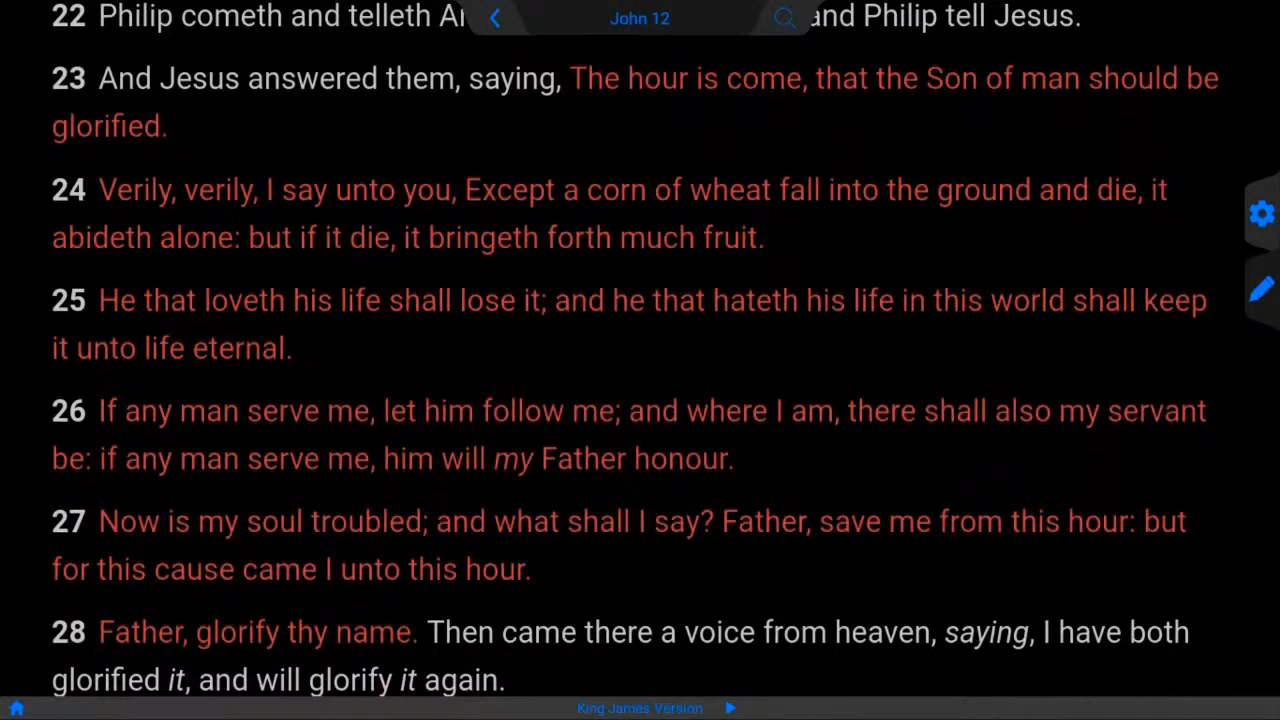 22 Philip cometh and telleth and Philip tell Jesus.
John 12
23 And Jesus answered them, saying, The hour is come, that the Son of man should be
glorified.
24 Verily, verily, I say unto you, Except a corn of wheat fall into the ground and die, it
abideth alone: but if it die, it bringeth forth much fruit.
25 He that loveth his life shall lose it; and he that hateth his life in this world shall keep
it unto life eternal.
26 If any man serve me, let him follow me; and where I am, there shall also my servant
be: if any man serve me, him will my Father honour.
27 Now is my soul troubled; and what shall I say? Father, save me from this hour: but
for this cause came I unto this hour.
28 Father, glorify thy name. Then came there a voice from heaven, saying, I have both
glorified it, and will glorify it again.
King James Version